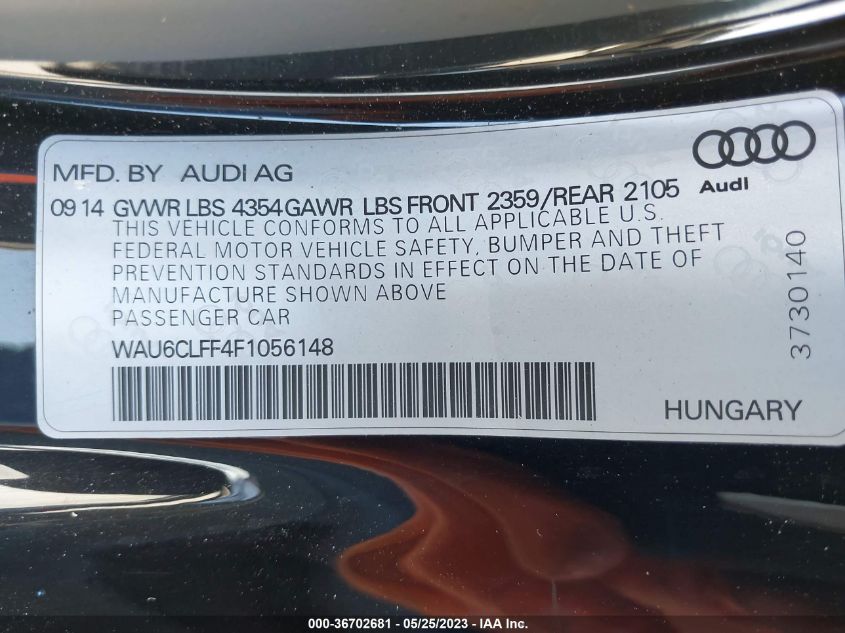 MFD. BY AUDI AG
Audi
09 14 GVWR LBS 4354 GAWR LBS FRONT 2359/REAR 2105
THIS VEHICLE CONFORMS TO ALL APPLICABLE U.S.
FEDERAL MOTOR VEHICLE SAFETY, BUMPER AND THEFT
PREVENTION STANDARDS IN EFFECT ON THE DATE OF
MANUFACTURE SHOWN ABOVE
PASSENGER CAR
WAU6CLFF4F1056148
3730140
HUNGARY
000-36702681 - 05/25/2023 - IAA Inc.